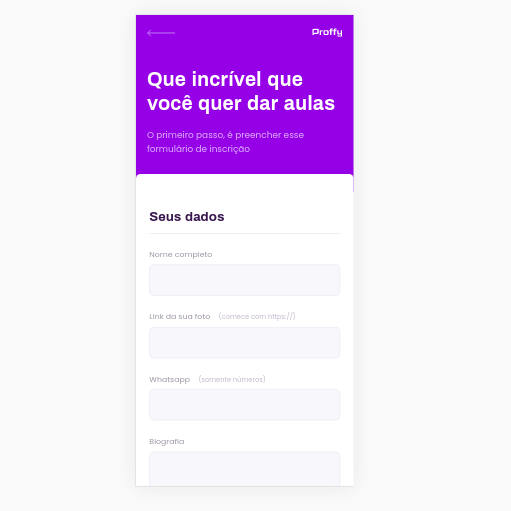 Proffy
Que incrível que
você quer dar aulas
O primeiro passo, é preencher esse
formulário de inscrição
Seus dados
Nome completo
Link da sua foto (comece com https://)
Whatsapp (somente números)
Biografia